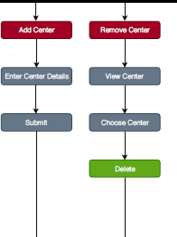 Add Center
Remove Center
Enter Center Details
View Center
Submit
Choose Center
Delete